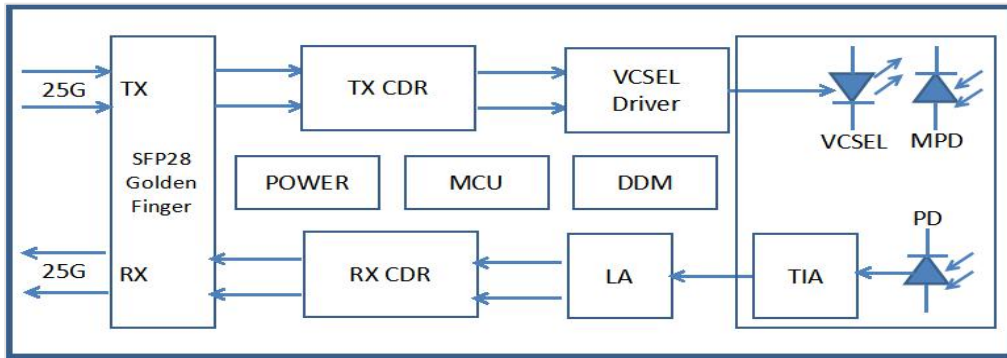 25G
TX
TX CDR
VCSEL
Driver
VCSEL
MPD
SFP28
Golden
Finger
POWER
MCU
DDM
PD
25G
RX
RX CDR
LA
TIA